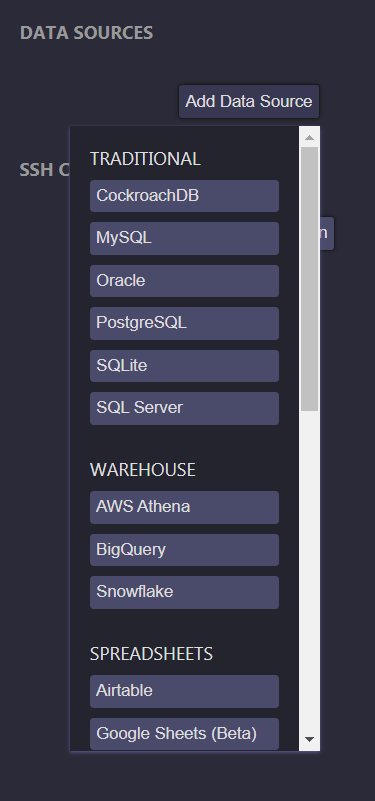 DATA SOURCES
Add Data Source
SSH
TRADITIONAL
CockroachDB
MySQL
Oracle
PostgreSQL
SQLite
SQL Server
WAREHOUSE
AWS Athena
BigQuery
Snowflake
SPREADSHEETS
Airtable
Google Sheets (Beta)